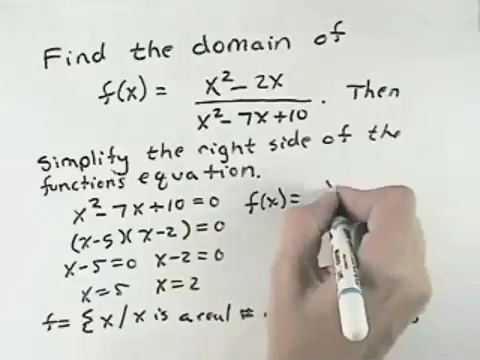 Find the domain of
f(x) = x² - 2x / x² - 7x + 10 . Then
simplify the right side of the
functions equation.
x² - 7x + 10 = 0 f(x) =
(x-5)(x-2) = 0
x-5=0 x-2=0
x=5 x=2
f = { x / x is a real #